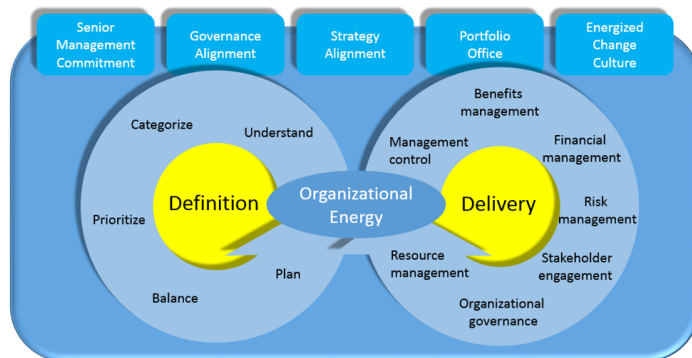 Senior
Management
Commitment
Governance
Alignment
Strategy
Alignment
Portfolio
Office
Energized
Change
Culture
Categorize
Understand
Definition
Prioritize
Balance
Plan
Organizational
Energy
Benefits
management
Management
control
Financial
management
Delivery
Risk
management
Resource
management
Stakeholder
engagement
Organizational
governance